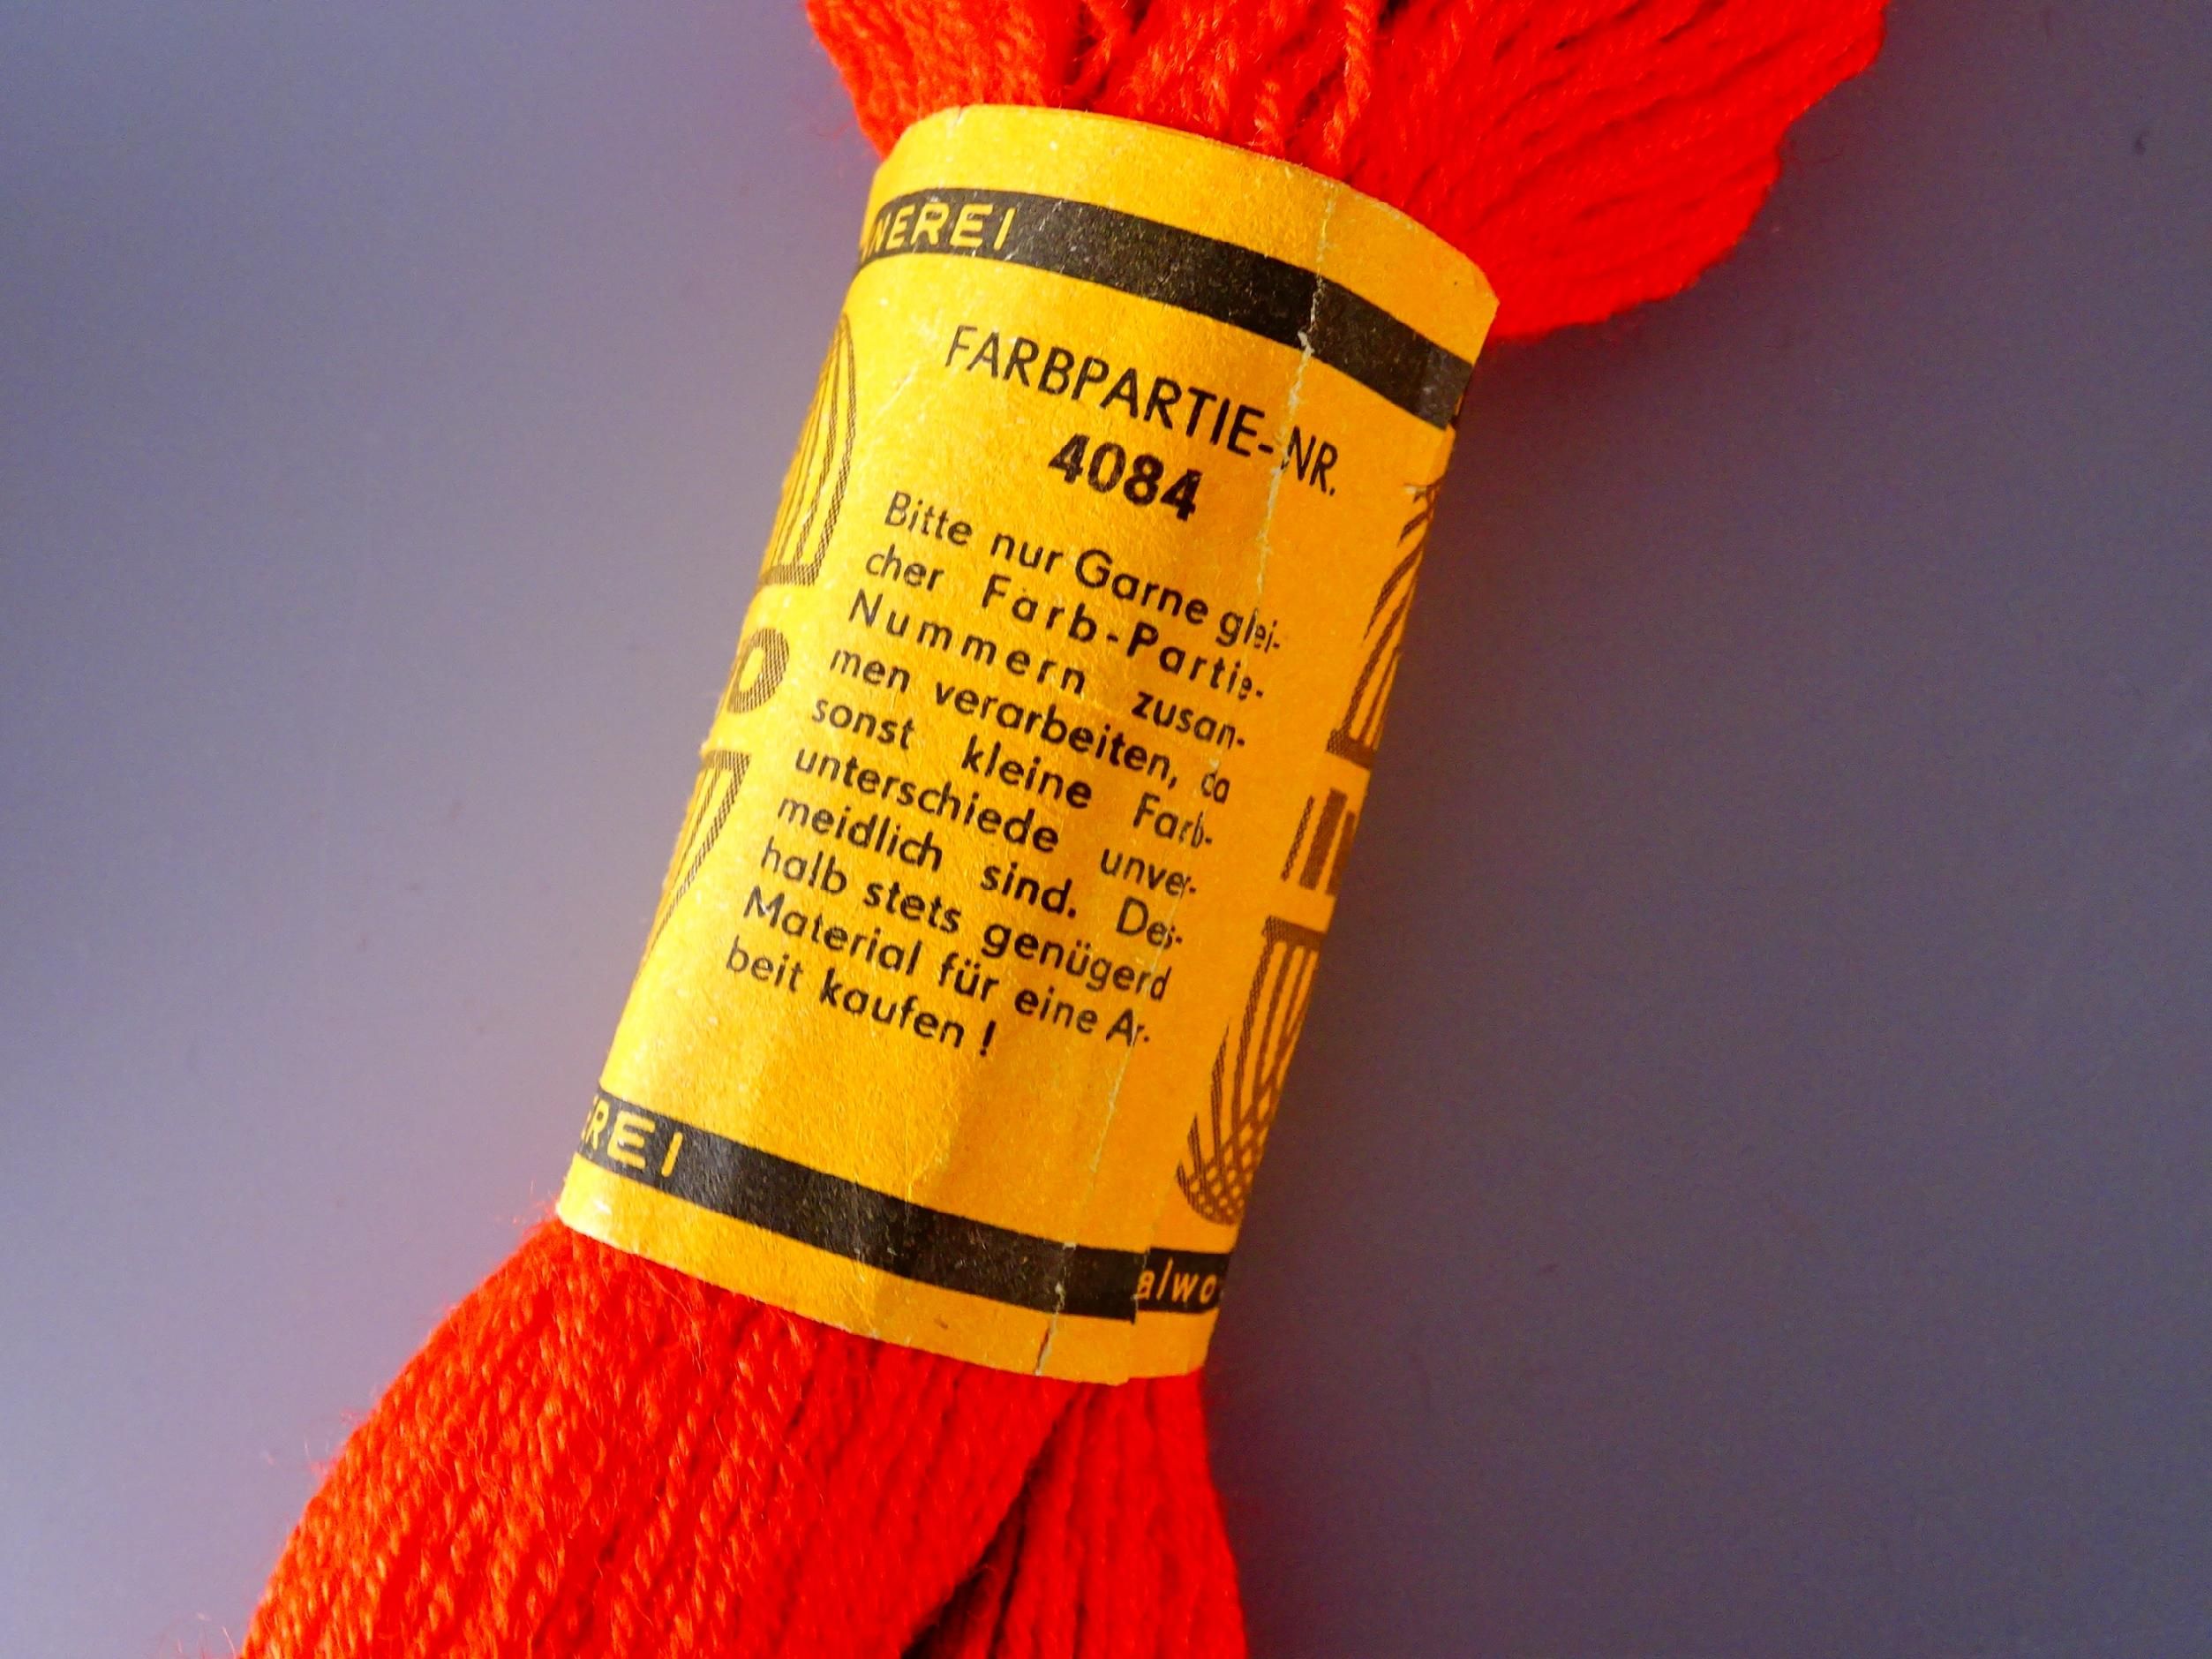 NEREI
FARBPARTIE-NR.
4084
Bitte nur Garne glei-
cher Farb-Partie-
Nummern zusam-
men verarbeiten, da
sonst kleine Farb-
unterschiede unver-
meidlich sind. Des-
halb stets genügend
Material für eine Ar-
beit kaufen!
EREI
alwo